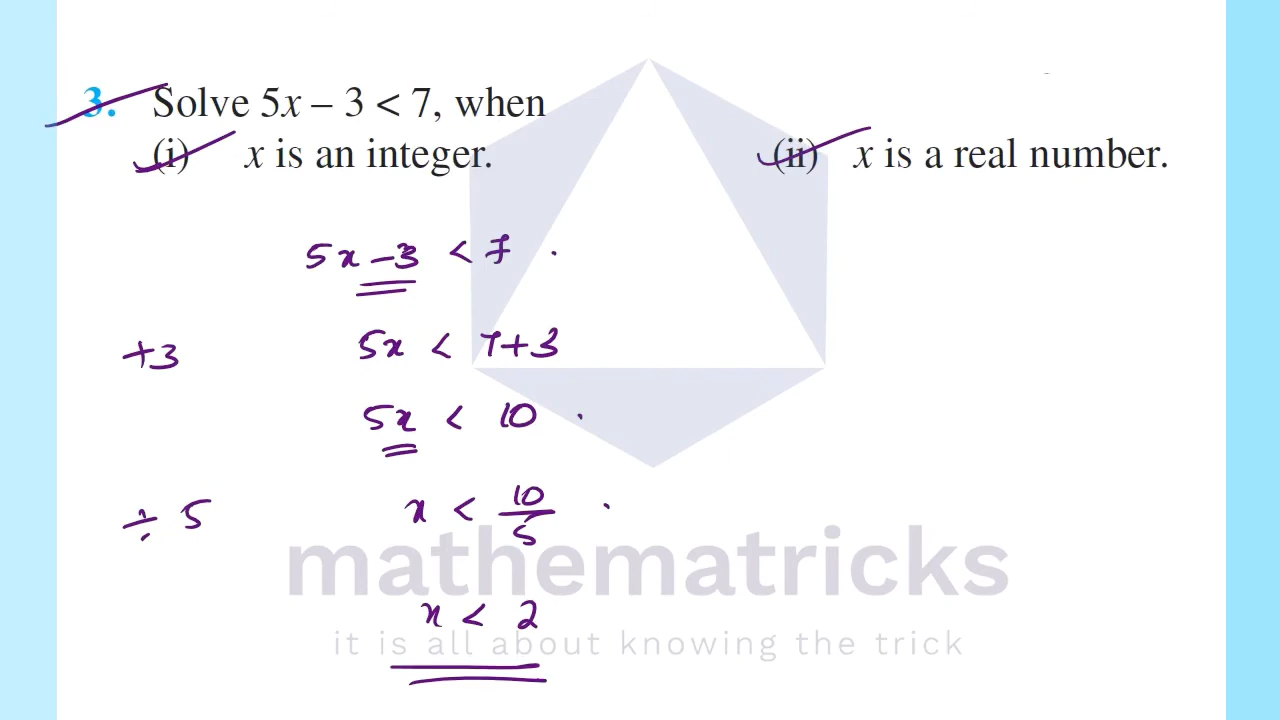 3. Solve 5x – 3 < 7, when
(i) x is an integer. (ii) x is a real number.
5x – 3 < 7
+3 5x < 7+3
5x < 10
÷ 5 x < 10/5
mathematricks
x < 2
it is all about knowing the trick